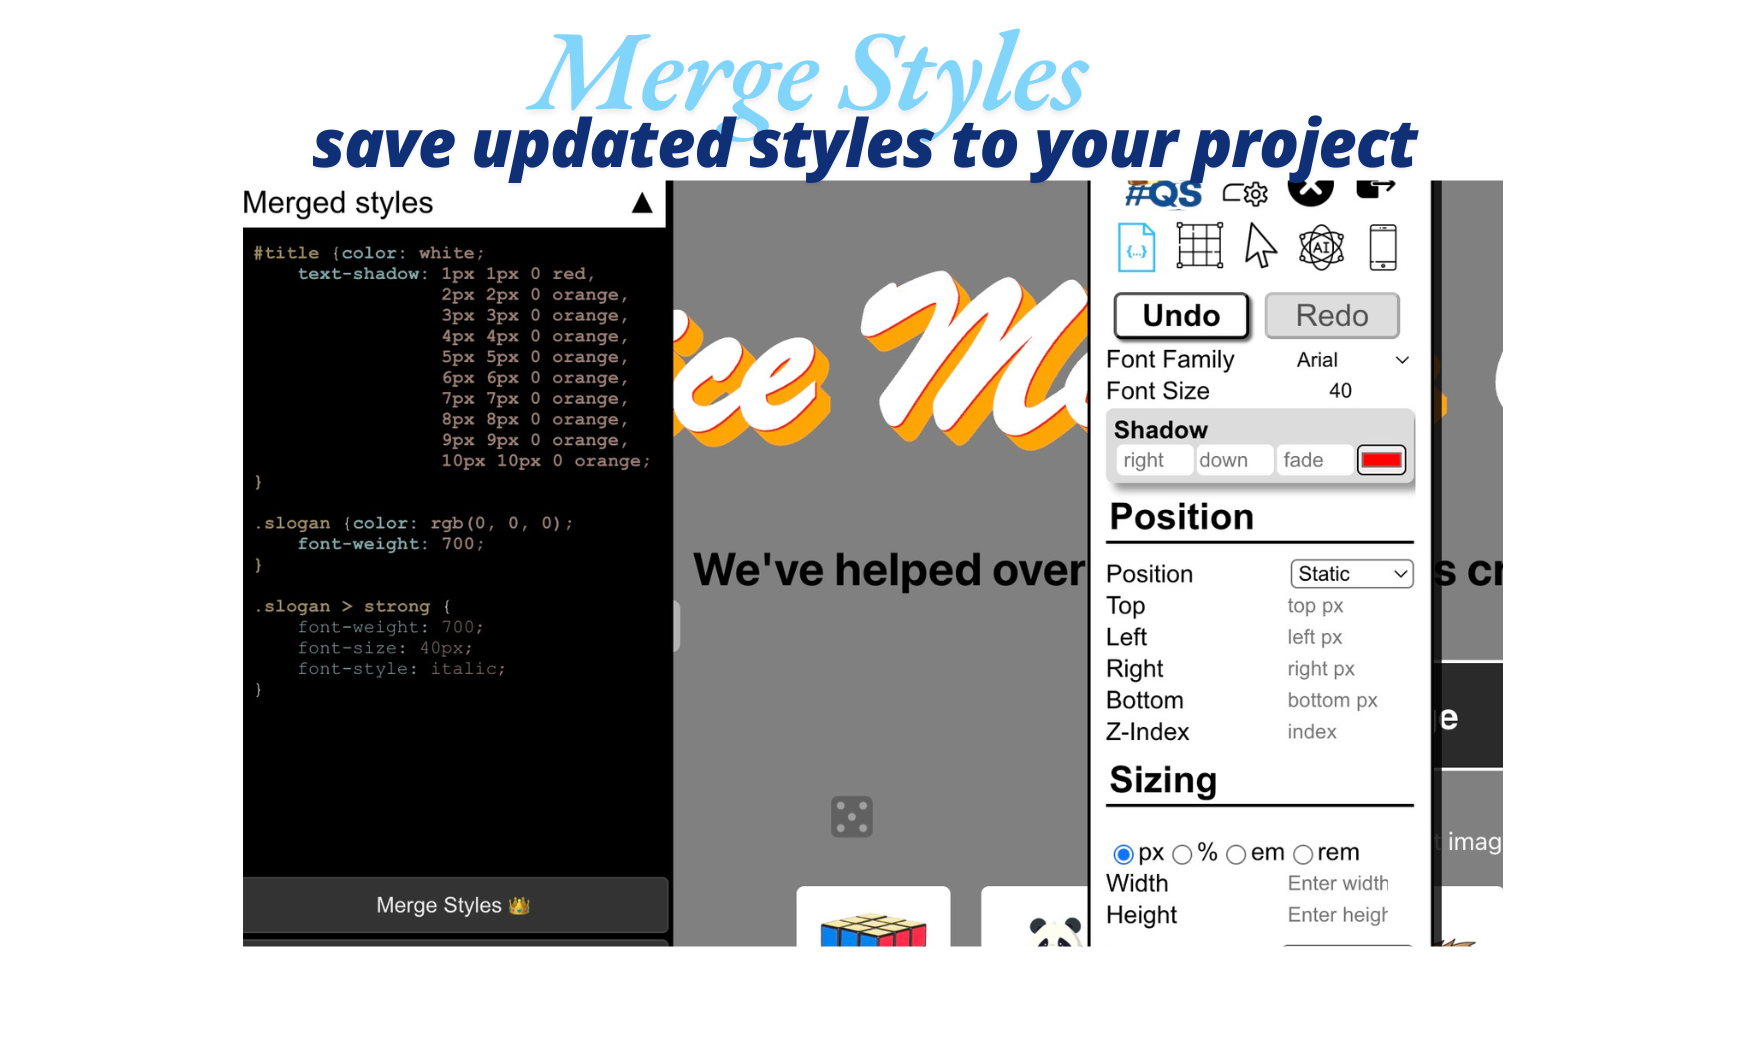 Merge Styles
save updated styles to your project
Merged styles ▲
#title {color: white;
    text-shadow: 1px 1px 0 red,
                 2px 2px 0 orange,
                 3px 3px 0 orange,
                 4px 4px 0 orange,
                 5px 5px 0 orange,
                 6px 6px 0 orange,
                 7px 7px 0 orange,
                 8px 8px 0 orange,
                 9px 9px 0 orange,
                 10px 10px 0 orange;
}
.slogan {color: rgb(0, 0, 0);
    font-weight: 700;
}
.slogan > strong {
    font-weight: 700;
    font-size: 40px;
    font-style: italic;
}
Merge Styles 👑
ice M
We've helped over
#QS
{...}
AI
Undo Redo
Font Family Arial
Font Size 40
Shadow
right down fade
Position
Position Static
Top top px
Left left px
Right right px
Bottom bottom px
Z-Index index
Sizing
px % em rem
Width Enter width
Height Enter heigh
s cr
e
t imag